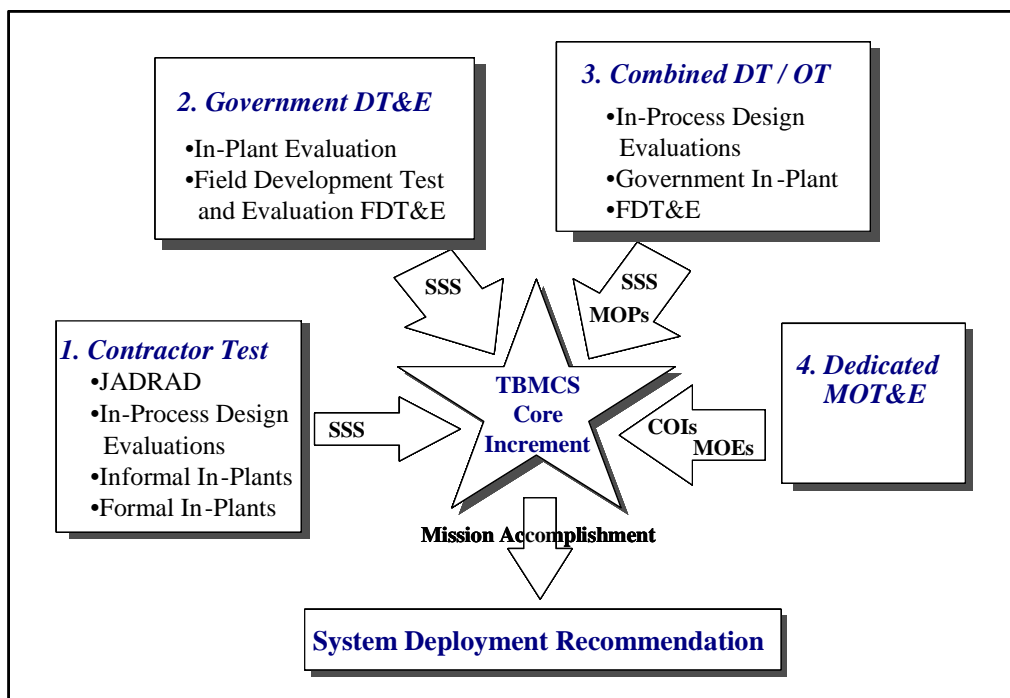 2. Government DT&E
•In-Plant Evaluation
•Field Development Test
and Evaluation FDT&E
3. Combined DT / OT
•In-Process Design
Evaluations
•Government In-Plant
•FDT&E
SSS
SSS
MOPs
1. Contractor Test
•JADRAD
•In-Process Design
Evaluations
•Informal In-Plants
•Formal In-Plants
SSS
TBMCS
Core
Increment
COIs
MOEs
4. Dedicated
MOT&E
Mission Accomplishment
System Deployment Recommendation